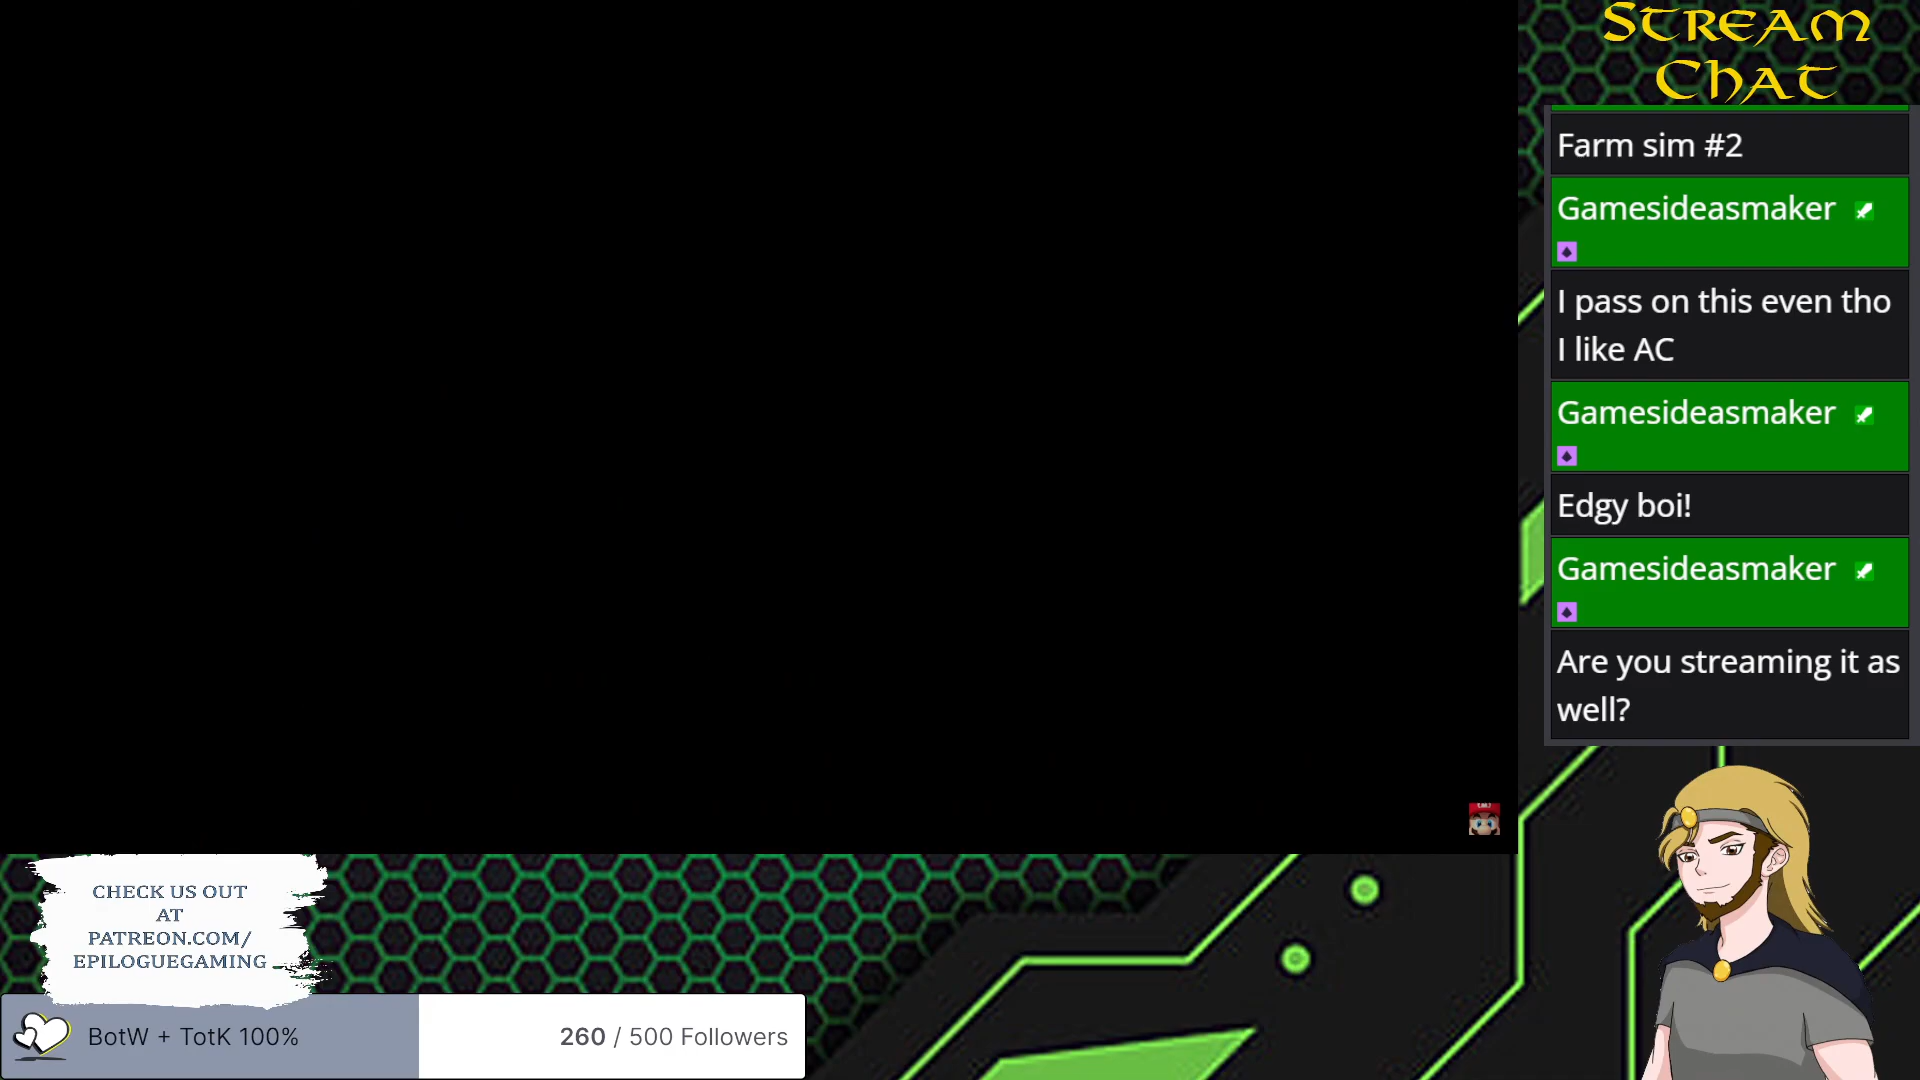 STREAM
CHAT
Farm sim #2
Gamesideasmaker
I pass on this even tho
I like AC
Gamesideasmaker
Edgy boi!
Gamesideasmaker
Are you streaming it as
well?
CHECK US OUT
AT
PATREON.COM/
EPILOGUEGAMING
BotW + TotK 100%
260 / 500 Followers